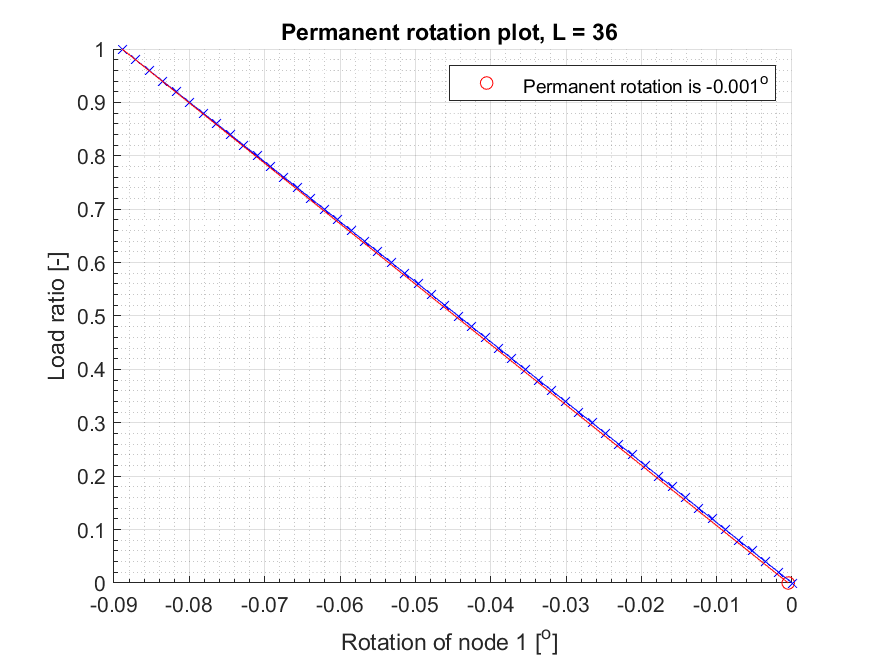 Permanent rotation plot, L = 36
Permanent rotation is -0.001°
Load ratio [-]
1
0.9
0.8
0.7
0.6
0.5
0.4
0.3
0.2
0.1
0
-0.09 -0.08 -0.07 -0.06 -0.05 -0.04 -0.03 -0.02 -0.01 0
Rotation of node 1 [°]